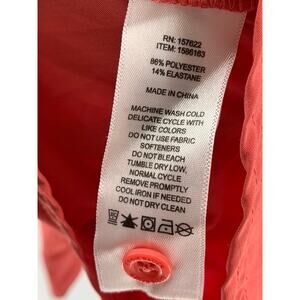 RN: 157622
ITEM: 1586163
86% POLYESTER
14% ELASTANE
MADE IN CHINA
MACHINE WASH COLD
DELICATE CYCLE WITH
LIKE COLORS
DO NOT USE FABRIC
SOFTENERS
DO NOT BLEACH
TUMBLE DRY LOW,
NORMAL CYCLE
REMOVE PROMPTLY
COOL IRON IF NEEDED
DO NOT DRY CLEAN